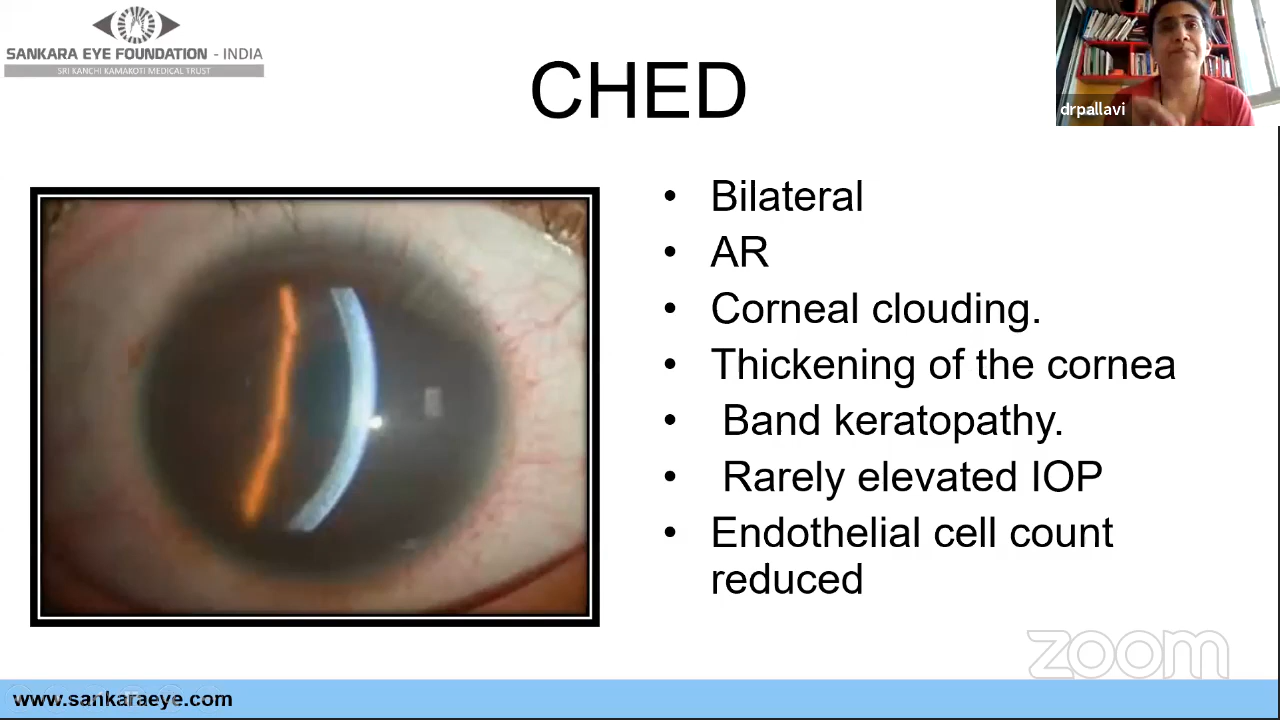 SANKARA EYE FOUNDATION - INDIA
SRI KANCHI KAMAKOTI MEDICAL TRUST
CHED
drpallavi
• Bilateral
• AR
• Corneal clouding.
• Thickening of the cornea
• Band keratopathy.
• Rarely elevated IOP
• Endothelial cell count
reduced
zoom
www.sankaraeye.com